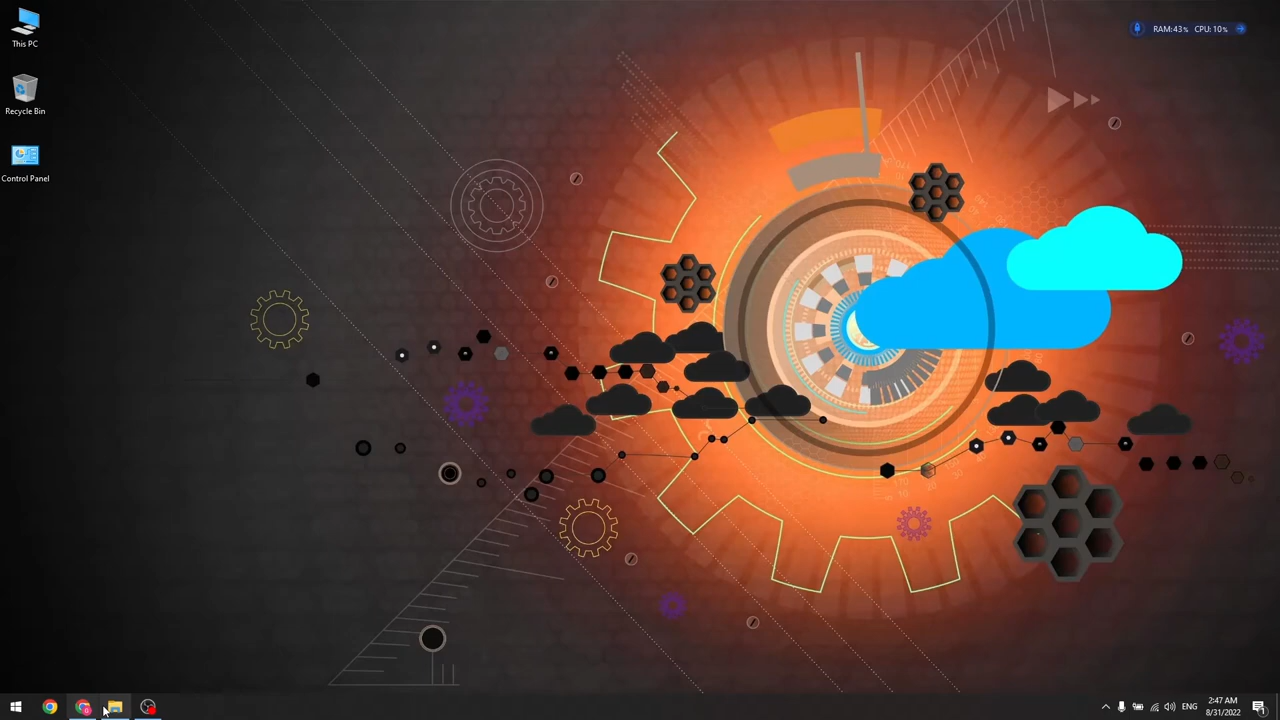 This PC
RAM:43% CPU:10%
Recycle Bin
Control Panel
ENG
2:47 AM
8/31/2022